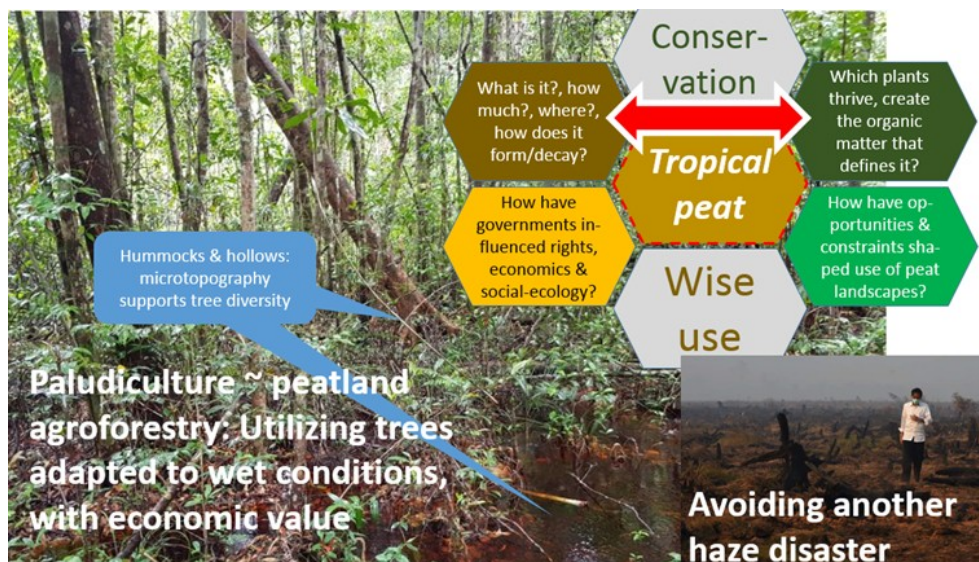 Conser-
vation
What is it?, how
much?, where?,
how does it
form/decay?
Which plants
thrive, create
the organic
matter that
defines it?
Tropical
peat
How have
governments in-
fluenced rights,
economics &
social-ecology?
How have op-
portunities &
constraints sha-
ped use of peat
landscapes?
Wise
use
Hummocks & hollows:
microtopography
supports tree diversity
Paludiculture ~ peatland
agroforestry: Utilizing trees
adapted to wet conditions,
with economic value
Avoiding another
haze disaster